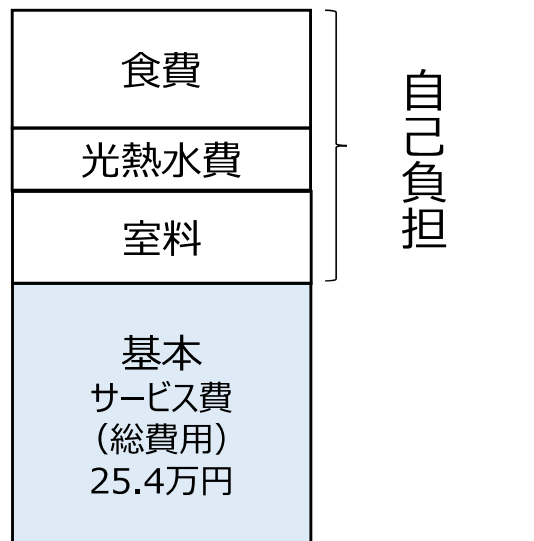 食費
光熱水費
室料
自己負担
基本
サービス費
（総費用）
25.4万円